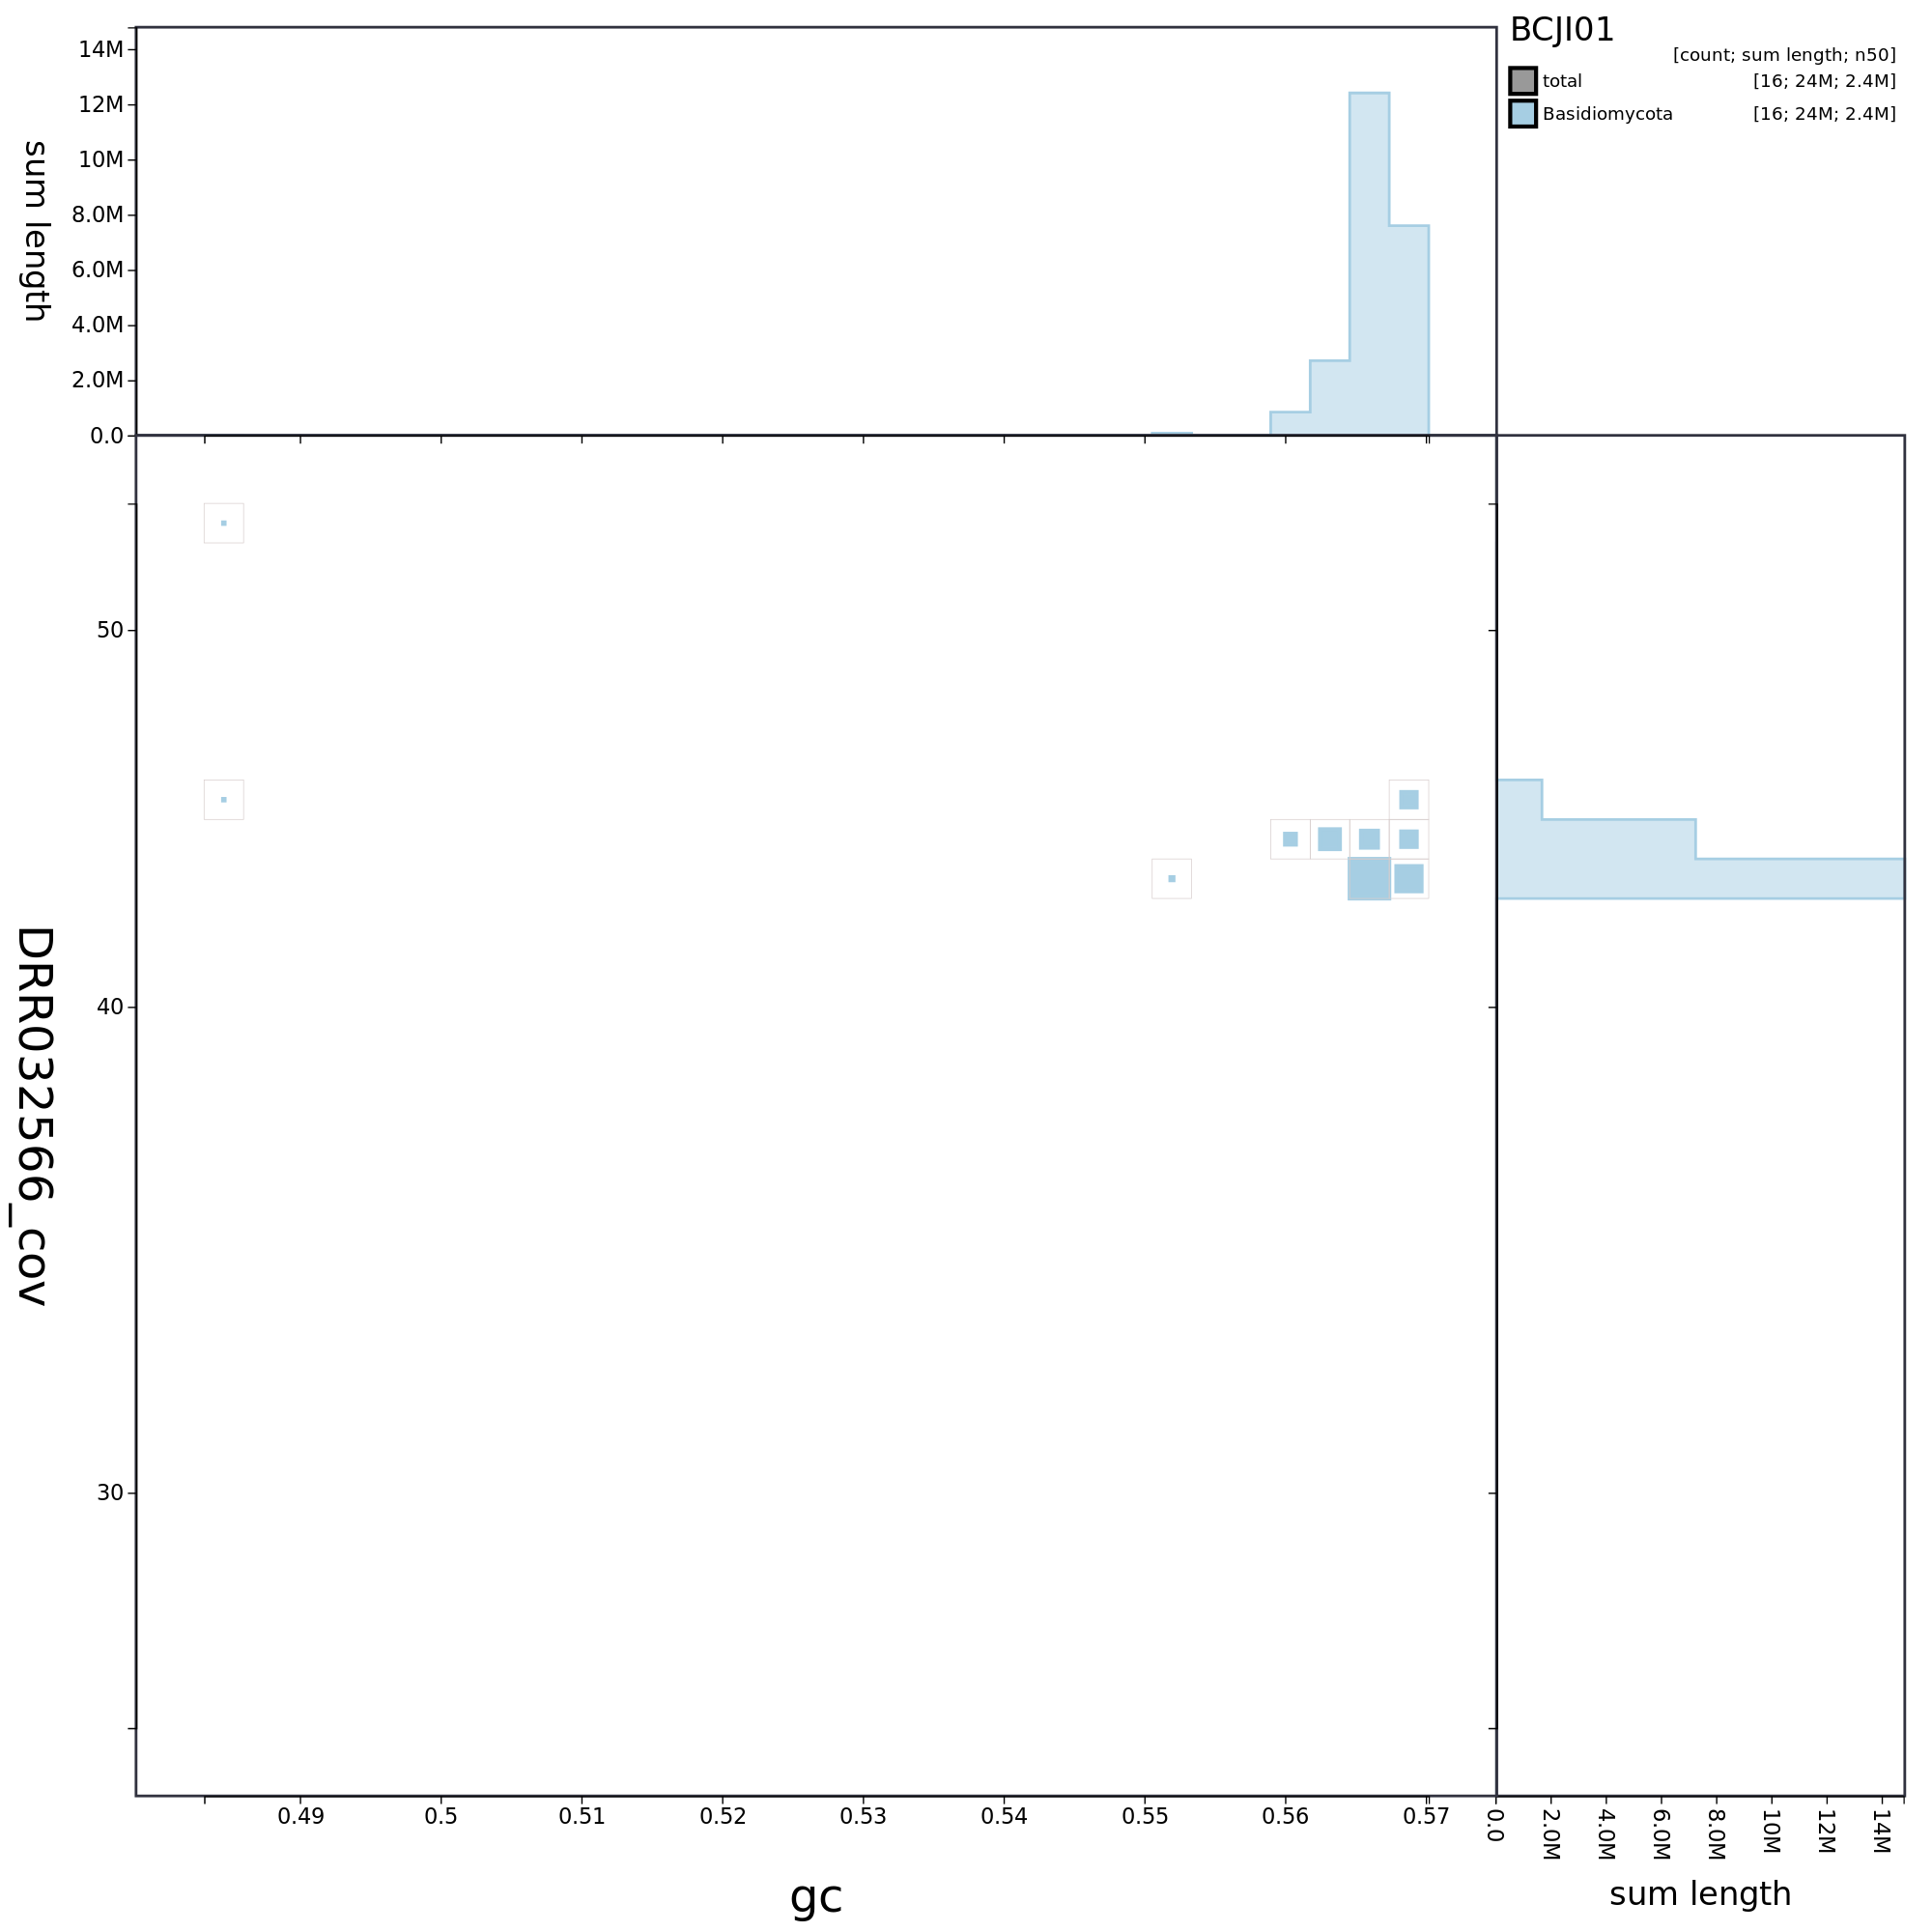 BCJI01
[count; sum length; n50]
total [16; 24M; 2.4M]
Basidiomycota [16; 24M; 2.4M]
sum length
14M
12M
10M
8.0M
6.0M
4.0M
2.0M
0.0
DRR032566_cov
50
40
30
0.49 0.5 0.51 0.52 0.53 0.54 0.55 0.56 0.57
gc
0.0 2.0M 4.0M 6.0M 8.0M 10M 12M 14M
sum length